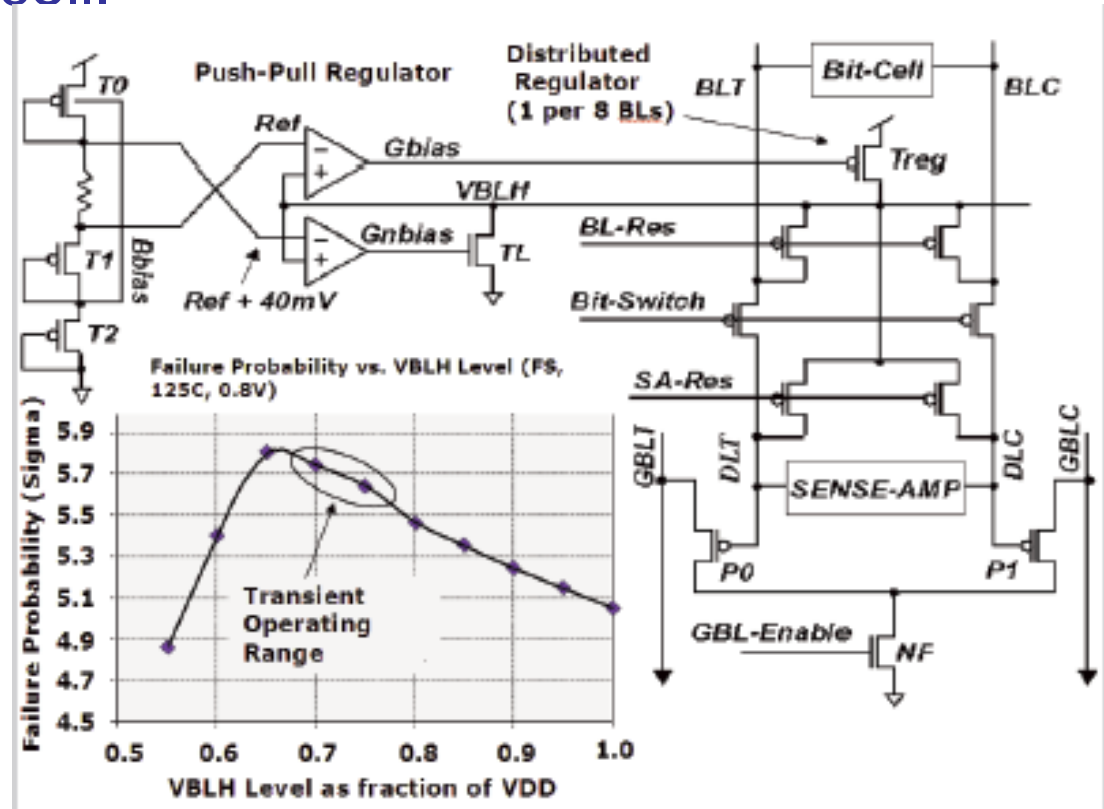 T0
Push-Pull Regulator
Distributed
Regulator
(1 per 8 BLs)
BLT
Bit-Cell
BLC
Ref
Gbias
Treg
VBLH
Gnbias
TL
BL-Res
T1
Bbias
Ref + 40mV
Bit-Switch
T2
Failure Probability vs. VBLH Level (FS,
125C, 0.8V)
SA-Res
GBLT
DLT
SENSE-AMP
DLC
GBLC
P0
P1
GBL-Enable
NF
Failure Probability (Sigma)
5.9
5.7
5.5
5.3
5.1
4.9
4.7
4.5
Transient
Operating
Range
0.5 0.6 0.7 0.8 0.9 1.0
VBLH Level as fraction of VDD